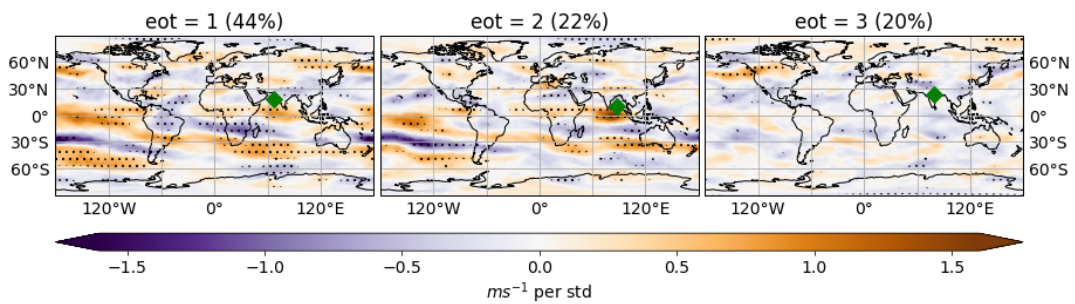 eot = 1 (44%) eot = 2 (22%) eot = 3 (20%)
60°N 60°N
30°N 30°N
0° 0°
30°S 30°S
60°S 60°S
120°W 0° 120°E 120°W 0° 120°E 120°W 0° 120°E
−1.5 −1.0 −0.5 0.0 0.5 1.0 1.5
ms⁻¹ per std